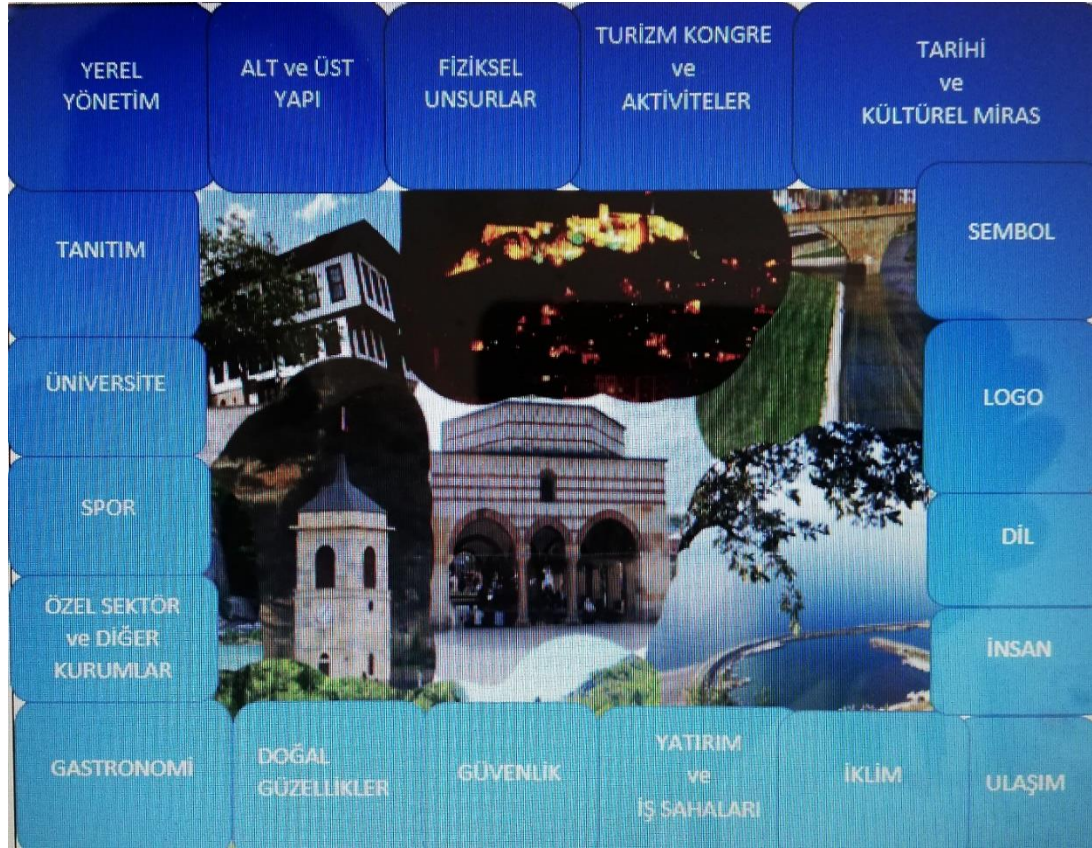 YEREL
YÖNETİM
ALT ve ÜST
YAPI
FİZİKSEL
UNSURLAR
TURİZM KONGRE
ve
AKTİVİTELER
TARİHİ
ve
KÜLTÜREL MİRAS
TANITIM
SEMBOL
ÜNİVERSİTE
LOGO
SPOR
DİL
ÖZEL SEKTÖR
ve DİĞER
KURUMLAR
İNSAN
GASTRONOMİ
DOĞAL
GÜZELLİKLER
GÜVENLİK
YATIRIM
ve
İŞ SAHALARI
İKLİM
ULAŞIM